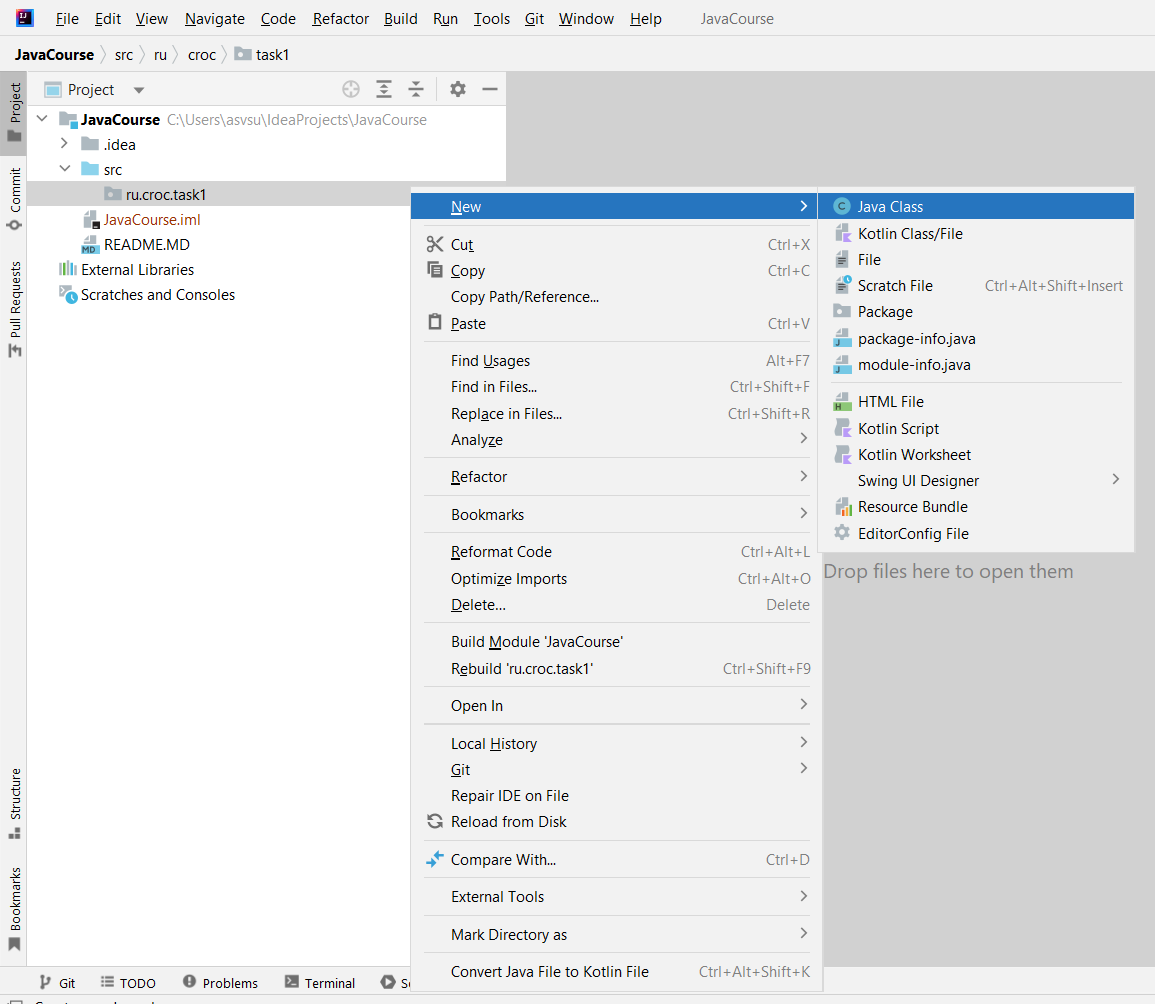 File Edit View Navigate Code Refactor Build Run Tools Git Window Help JavaCourse
JavaCourse src ru croc task1
Project
Project
Commit
Pull Requests
Structure
Bookmarks
JavaCourse C:\Users\asvsu\IdeaProjects\JavaCourse
.idea
src
ru.croc.task1
JavaCourse.iml
MD README.MD
External Libraries
Scratches and Consoles
New
Cut Ctrl+X
Copy Ctrl+C
Copy Path/Reference...
Paste Ctrl+V
Find Usages Alt+F7
Find in Files... Ctrl+Shift+F
Replace in Files... Ctrl+Shift+R
Analyze
Refactor
Bookmarks
Reformat Code Ctrl+Alt+L
Optimize Imports Ctrl+Alt+O
Delete... Delete
Build Module 'JavaCourse'
Rebuild 'ru.croc.task1' Ctrl+Shift+F9
Open In
Local History
Git
Repair IDE on File
Reload from Disk
Compare With... Ctrl+D
External Tools
Mark Directory as
Convert Java File to Kotlin File Ctrl+Alt+Shift+K
C Java Class
Kotlin Class/File
File
Scratch File Ctrl+Alt+Shift+Insert
Package
J package-info.java
J module-info.java
H HTML File
Kotlin Script
Kotlin Worksheet
Swing UI Designer
Resource Bundle
EditorConfig File
Drop files here to open them
Git TODO Problems Terminal